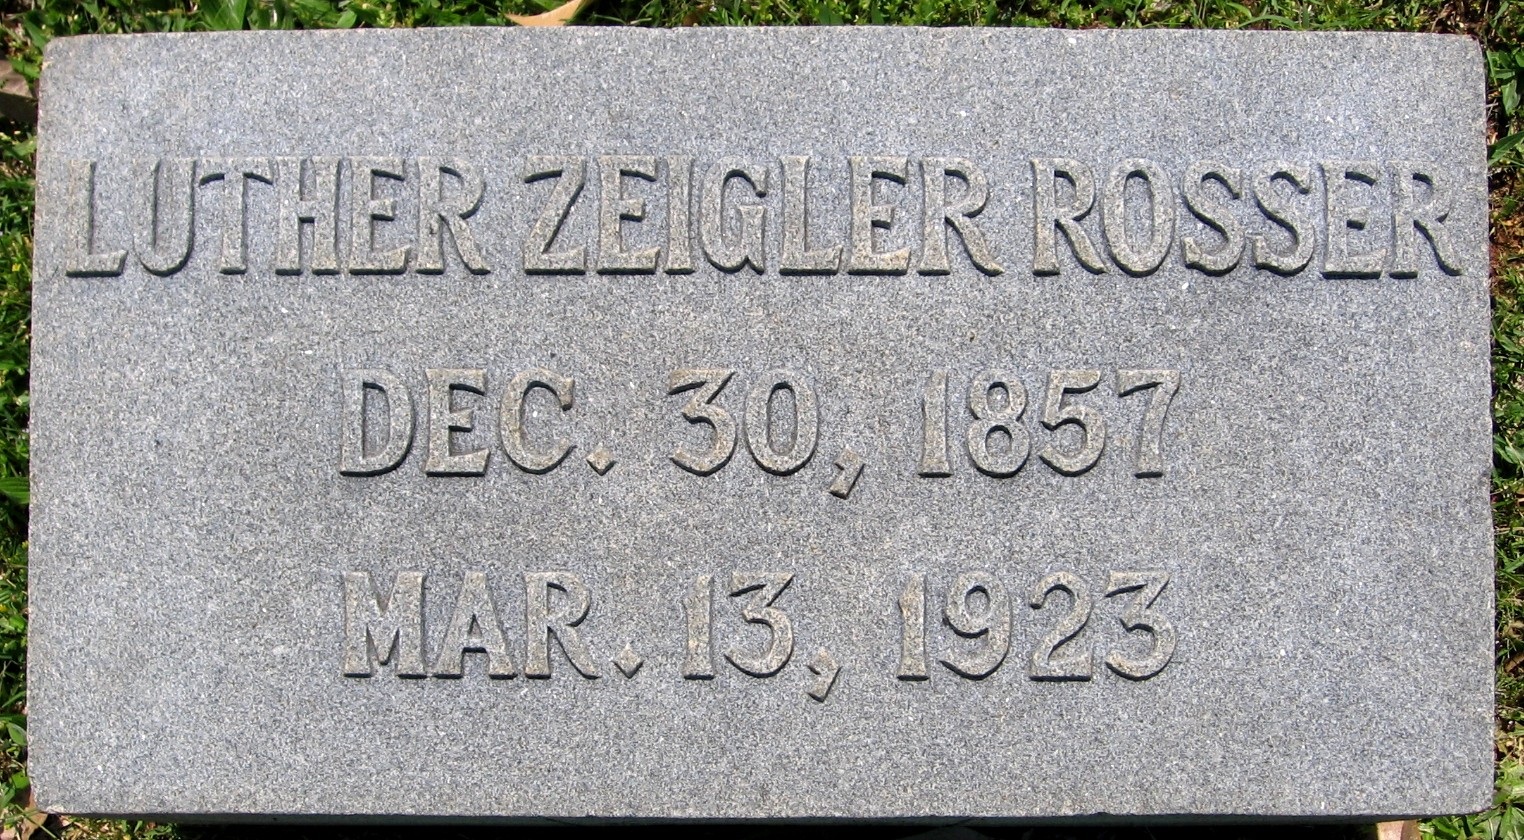 LUTHER ZEIGLER ROSSER
DEC. 30, 1857
MAR. 13, 1923